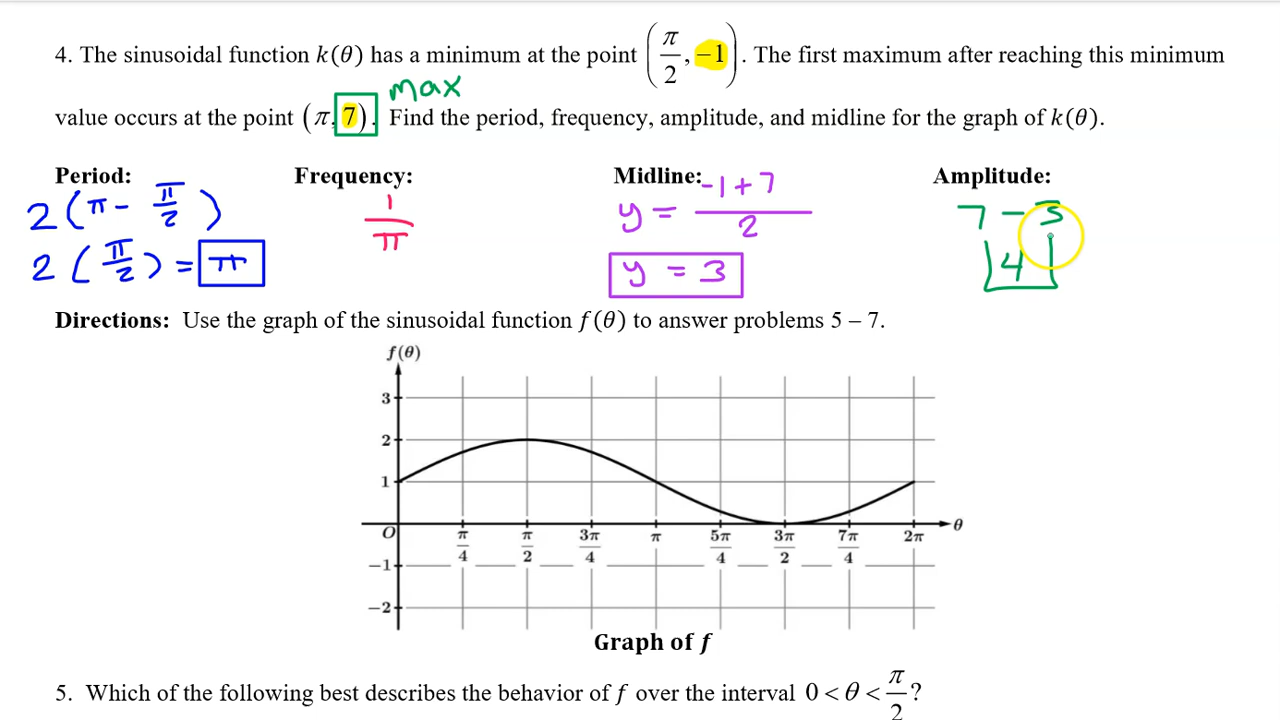 4. The sinusoidal function k(θ) has a minimum at the point (π/2, −1). The first maximum after reaching this minimum
max
value occurs at the point (π, 7). Find the period, frequency, amplitude, and midline for the graph of k(θ).
Period: Frequency: Midline: Amplitude:
2(π − π/2) 1/π y = (−1 + 7)/2 7 − 3
2(π/2) = π y = 3 4
Directions: Use the graph of the sinusoidal function f(θ) to answer problems 5 – 7.
f(θ)
3
2
1
O π/4 π/2 3π/4 π 5π/4 3π/2 7π/4 2π θ
−1
−2
Graph of f
5. Which of the following best describes the behavior of f over the interval 0 < θ < π/2?